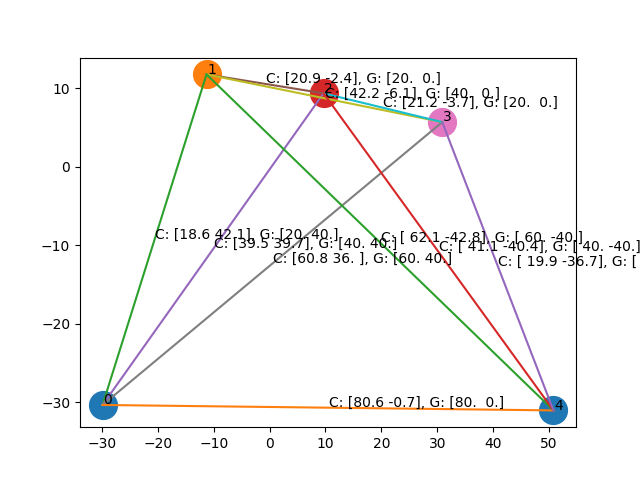 1
C: [20.9 -2.4], G: [20.  0.]
10
2
C: [42.2 -6.1], G: [40.  0.]
C: [21.2 -3.7], G: [20.  0.]
3
0
C: [18.6 42.1], G: [20. 40.]
C: [ 62.1 -42.8], G: [ 60. -40.]
C: [39.5 39.7], G: [40. 40.]
C: [ 41.1 -40.4], G: [ 40. -40.]
−10
C: [60.8 36. ], G: [60. 40.]
C: [ 19.9 -36.7], G: [
−20
0
C: [80.6 -0.7], G: [80.  0.]
4
−30
−30
−20
−10
0
10
20
30
40
50